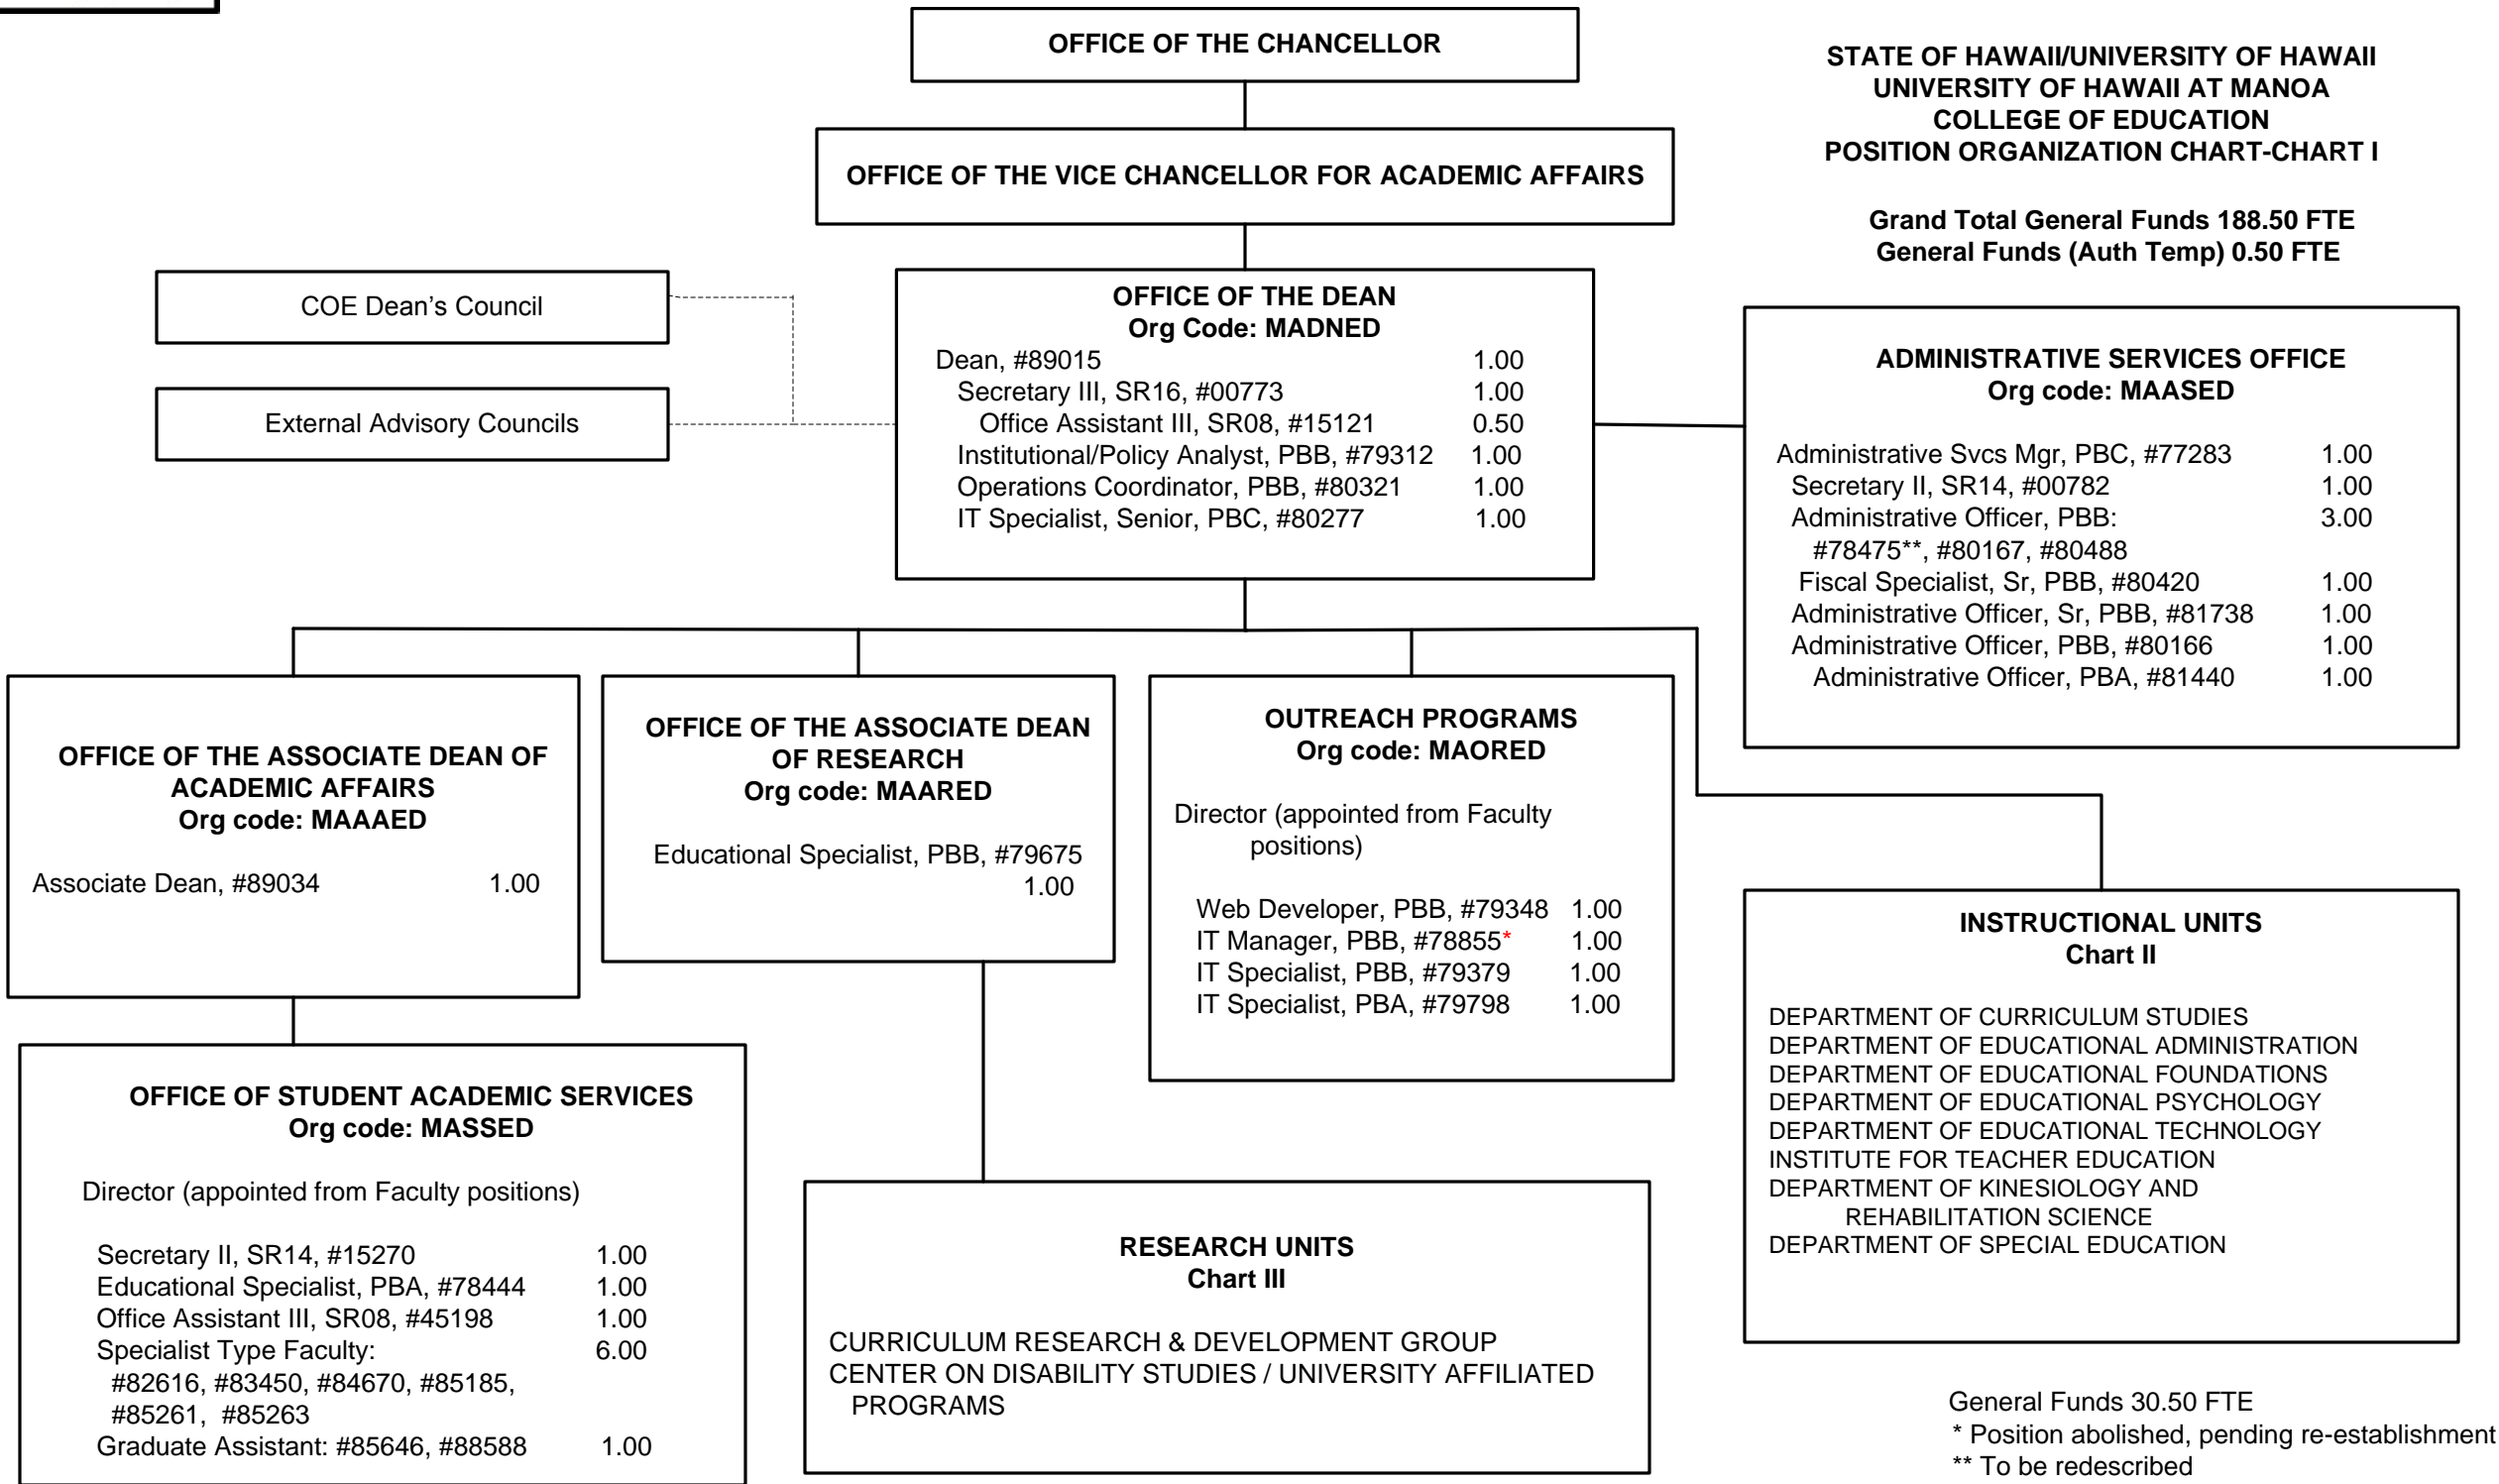 OFFICE OF THE CHANCELLOR
STATE OF HAWAII/UNIVERSITY OF HAWAII
UNIVERSITY OF HAWAII AT MANOA
COLLEGE OF EDUCATION
POSITION ORGANIZATION CHART-CHART I
Grand Total General Funds 188.50 FTE
General Funds (Auth Temp) 0.50 FTE
OFFICE OF THE VICE CHANCELLOR FOR ACADEMIC AFFAIRS
COE Dean’s Council
External Advisory Councils
OFFICE OF THE DEAN
Org Code: MADNED
Dean, #89015 1.00
Secretary III, SR16, #00773 1.00
Office Assistant III, SR08, #15121 0.50
Institutional/Policy Analyst, PBB, #79312 1.00
Operations Coordinator, PBB, #80321 1.00
IT Specialist, Senior, PBC, #80277 1.00
ADMINISTRATIVE SERVICES OFFICE
Org code: MAASED
Administrative Svcs Mgr, PBC, #77283 1.00
Secretary II, SR14, #00782 1.00
Administrative Officer, PBB: 3.00
#78475**, #80167, #80488
Fiscal Specialist, Sr, PBB, #80420 1.00
Administrative Officer, Sr, PBB, #81738 1.00
Administrative Officer, PBB, #80166 1.00
Administrative Officer, PBA, #81440 1.00
OFFICE OF THE ASSOCIATE DEAN OF
ACADEMIC AFFAIRS
Org code: MAAAED
Associate Dean, #89034 1.00
OFFICE OF THE ASSOCIATE DEAN
OF RESEARCH
Org code: MAARED
Educational Specialist, PBB, #79675
1.00
OUTREACH PROGRAMS
Org code: MAORED
Director (appointed from Faculty
positions)
Web Developer, PBB, #79348 1.00
IT Manager, PBB, #78855* 1.00
IT Specialist, PBB, #79379 1.00
IT Specialist, PBA, #79798 1.00
INSTRUCTIONAL UNITS
Chart II
DEPARTMENT OF CURRICULUM STUDIES
DEPARTMENT OF EDUCATIONAL ADMINISTRATION
DEPARTMENT OF EDUCATIONAL FOUNDATIONS
DEPARTMENT OF EDUCATIONAL PSYCHOLOGY
DEPARTMENT OF EDUCATIONAL TECHNOLOGY
INSTITUTE FOR TEACHER EDUCATION
DEPARTMENT OF KINESIOLOGY AND
REHABILITATION SCIENCE
DEPARTMENT OF SPECIAL EDUCATION
OFFICE OF STUDENT ACADEMIC SERVICES
Org code: MASSED
Director (appointed from Faculty positions)
Secretary II, SR14, #15270 1.00
Educational Specialist, PBA, #78444 1.00
Office Assistant III, SR08, #45198 1.00
Specialist Type Faculty: 6.00
#82616, #83450, #84670, #85185,
#85261, #85263
Graduate Assistant: #85646, #88588 1.00
RESEARCH UNITS
Chart III
CURRICULUM RESEARCH & DEVELOPMENT GROUP
CENTER ON DISABILITY STUDIES / UNIVERSITY AFFILIATED
PROGRAMS
General Funds 30.50 FTE
* Position abolished, pending re-establishment
** To be redescribed